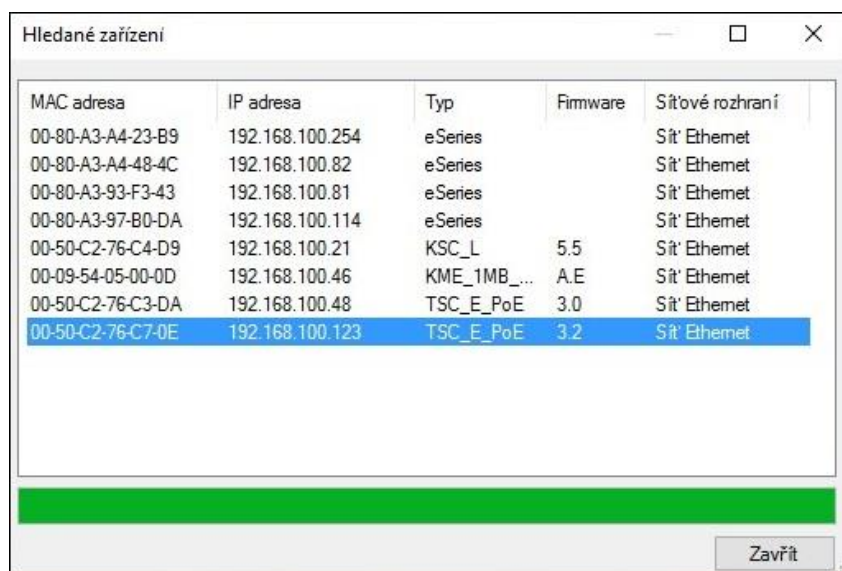 Hledané zařízení
MAC adresa IP adresa Typ Firmware Síťové rozhraní
00-80-A3-A4-23-B9 192.168.100.254 eSeries Síť Ethernet
00-80-A3-A4-48-4C 192.168.100.82 eSeries Síť Ethernet
00-80-A3-93-F3-43 192.168.100.81 eSeries Síť Ethernet
00-80-A3-97-B0-DA 192.168.100.114 eSeries Síť Ethernet
00-50-C2-76-C4-D9 192.168.100.21 KSC_L 5.5 Síť Ethernet
00-09-54-05-00-0D 192.168.100.46 KME_1MB_... A.E Síť Ethernet
00-50-C2-76-C3-DA 192.168.100.48 TSC_E_PoE 3.0 Síť Ethernet
00-50-C2-76-C7-0E 192.168.100.123 TSC_E_PoE 3.2 Síť Ethernet
Zavřít